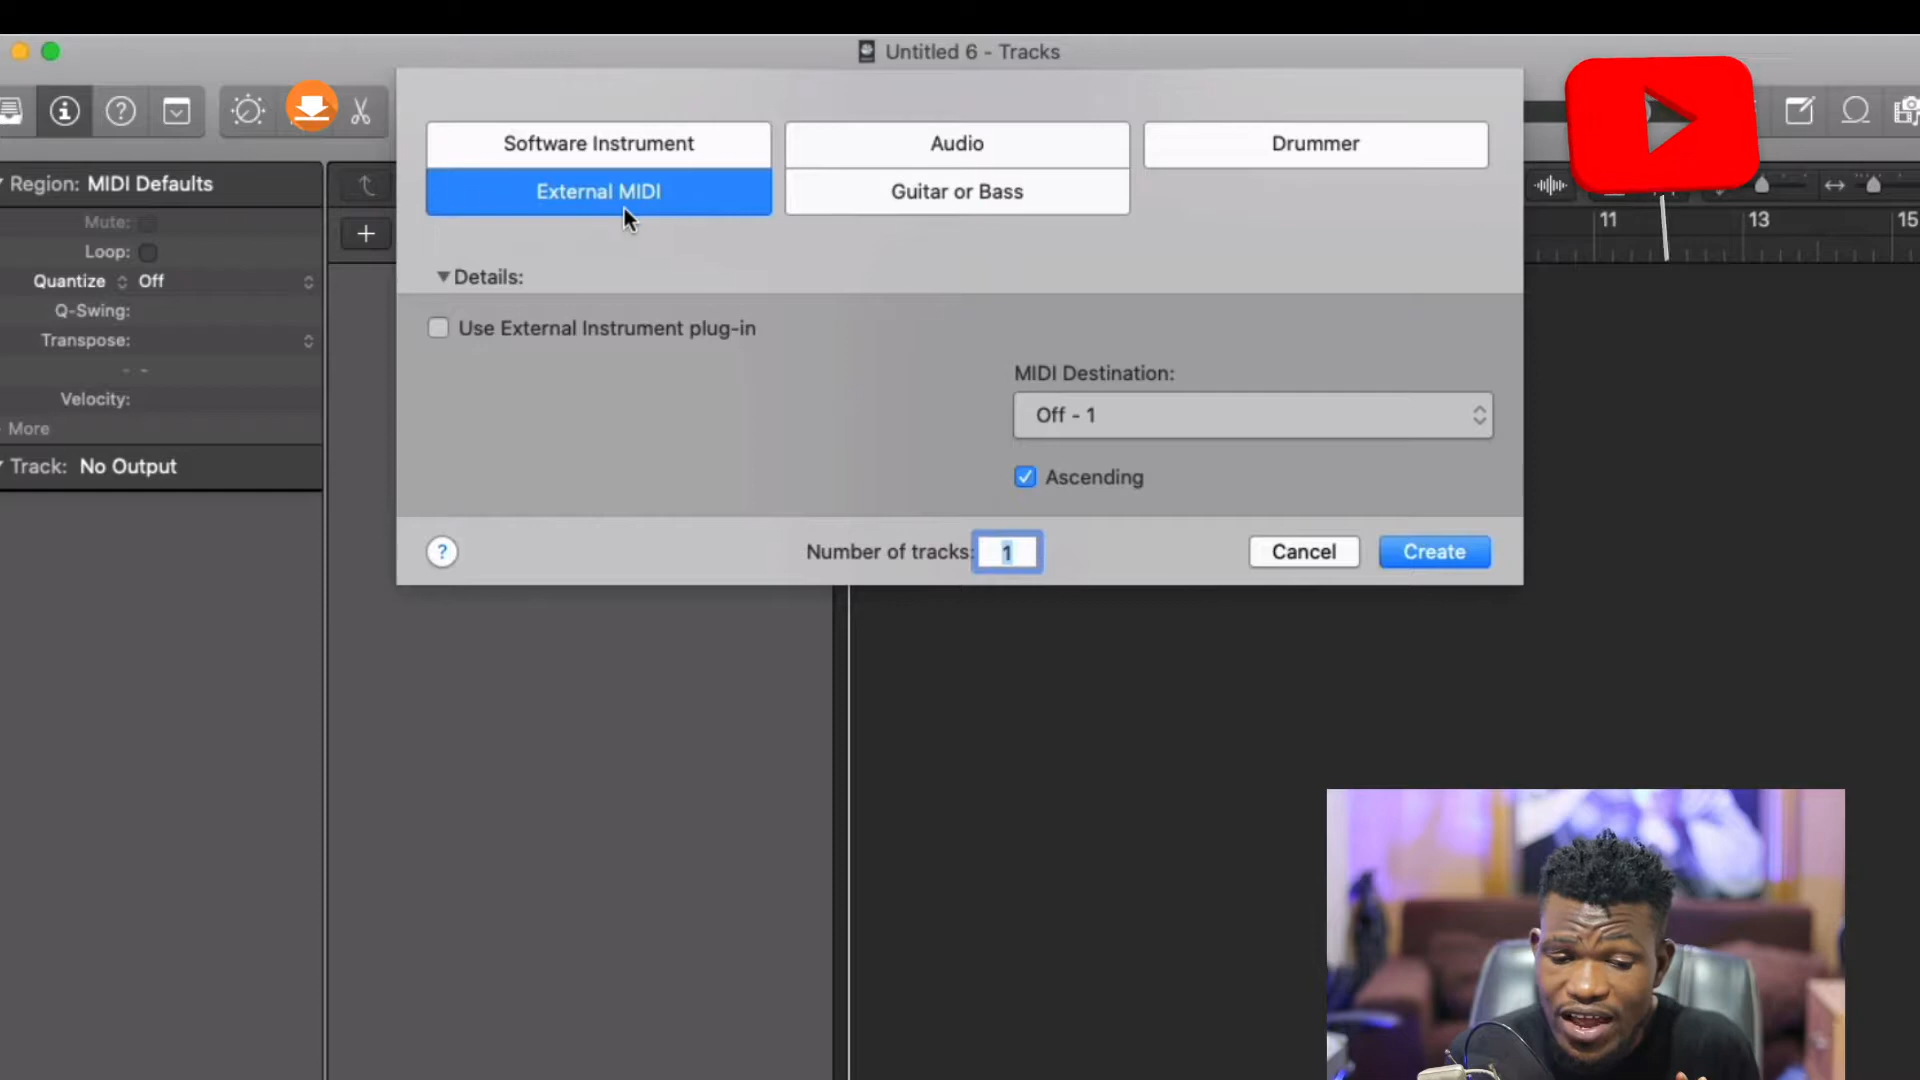 Untitled 6 - Tracks
Software Instrument
Audio
Drummer
External MIDI
Guitar or Bass
Region: MIDI Defaults
Mute:
Loop:
Quantize Off
Q-Swing:
Transpose:
Velocity:
More
Track: No Output
11
13
15
Details:
Use External Instrument plug-in
MIDI Destination:
Off - 1
Ascending
?
Number of tracks: 1
Cancel
Create